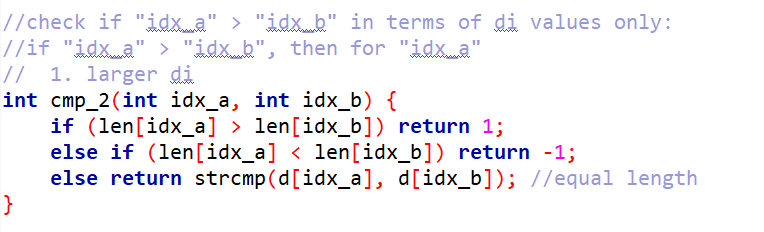 //check if "idx_a" > "idx_b" in terms of di values only:
//if "idx_a" > "idx_b", then for "idx_a"
//  1. larger di
int cmp_2(int idx_a, int idx_b) {
    if (len[idx_a] > len[idx_b]) return 1;
    else if (len[idx_a] < len[idx_b]) return -1;
    else return strcmp(d[idx_a], d[idx_b]); //equal length
}